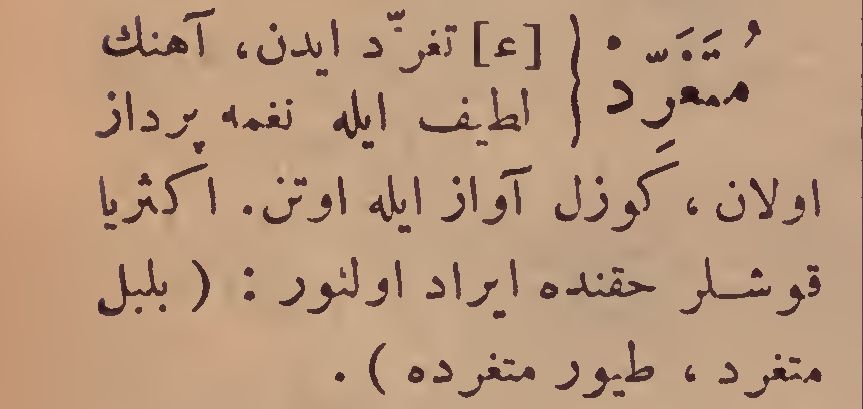 مُتَغَرِّد : { [ع] تغرّد ايدن، آهنك
لطيف ايله نغمه پرداز
اولان ، كوزل آواز ايله اوتن. اكثريا
قوشلر حقنده ايراد اولنور : ( بلبل
متغرد ، طيور متغرده ) .